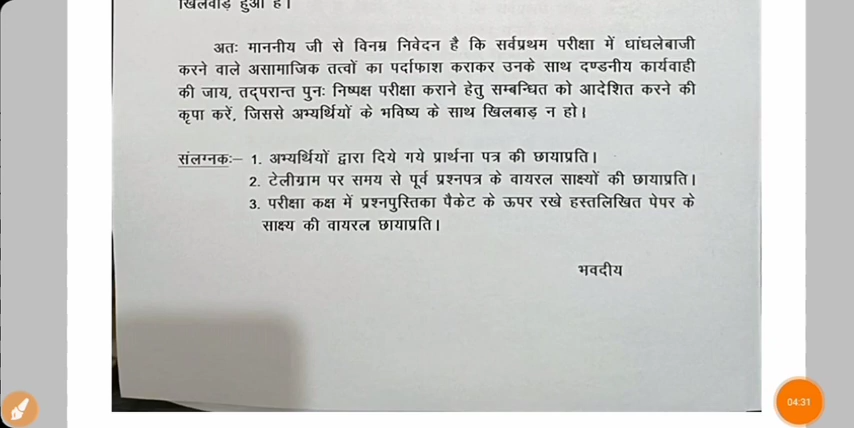 खिलवाड़ हुआ है।
अतः माननीय जी से विनम्र निवेदन है कि सर्वप्रथम परीक्षा में धांधलेबाजी
करने वाले असामाजिक तत्वों का पर्दाफाश कराकर उनके साथ दण्डनीय कार्यवाही
की जाय, तद्परान्त पुनः निष्पक्ष परीक्षा कराने हेतु सम्बन्धित को आदेशित करने की
कृपा करें, जिससे अभ्यर्थियों के भविष्य के साथ खिलबाड़ न हो।
संलग्नकः– 1. अभ्यर्थियों द्वारा दिये गये प्रार्थना पत्र की छायाप्रति।
2. टेलीग्राम पर समय से पूर्व प्रश्नपत्र के वायरल साक्ष्यों की छायाप्रति।
3. परीक्षा कक्ष में प्रश्नपुस्तिका पैकेट के ऊपर रखे हस्तलिखित पेपर के
साक्ष्य की वायरल छायाप्रति।
भवदीय
04:31